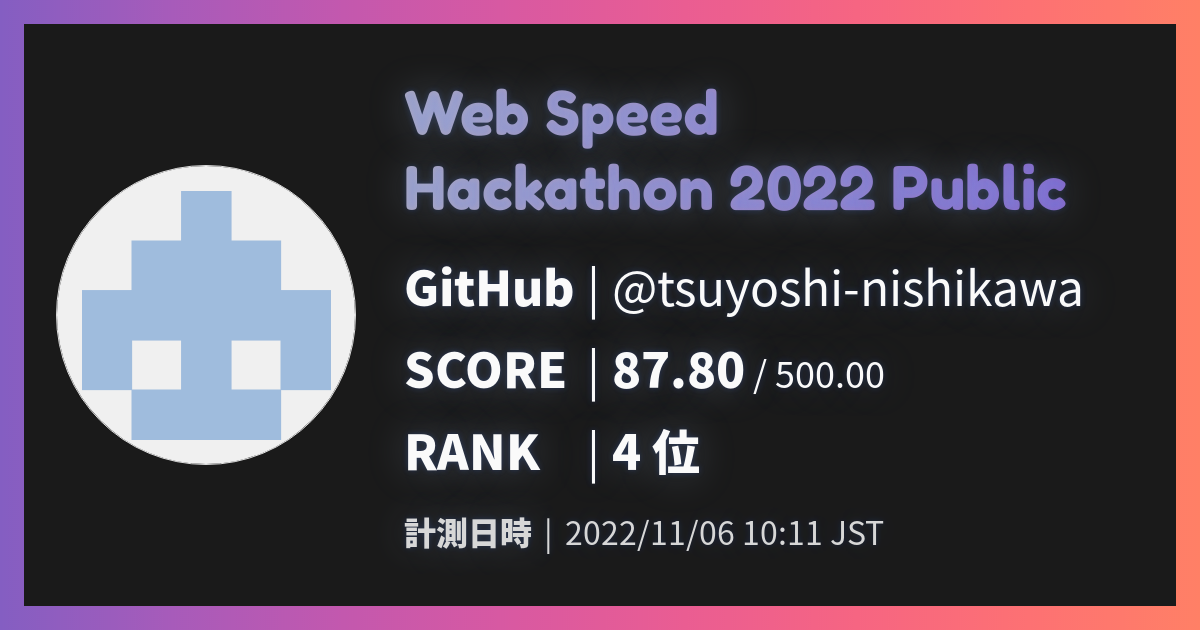 Web Speed
Hackathon 2022 Public
GitHub | @tsuyoshi-nishikawa
SCORE | 87.80 / 500.00
RANK | 4 位
計測日時 | 2022/11/06 10:11 JST